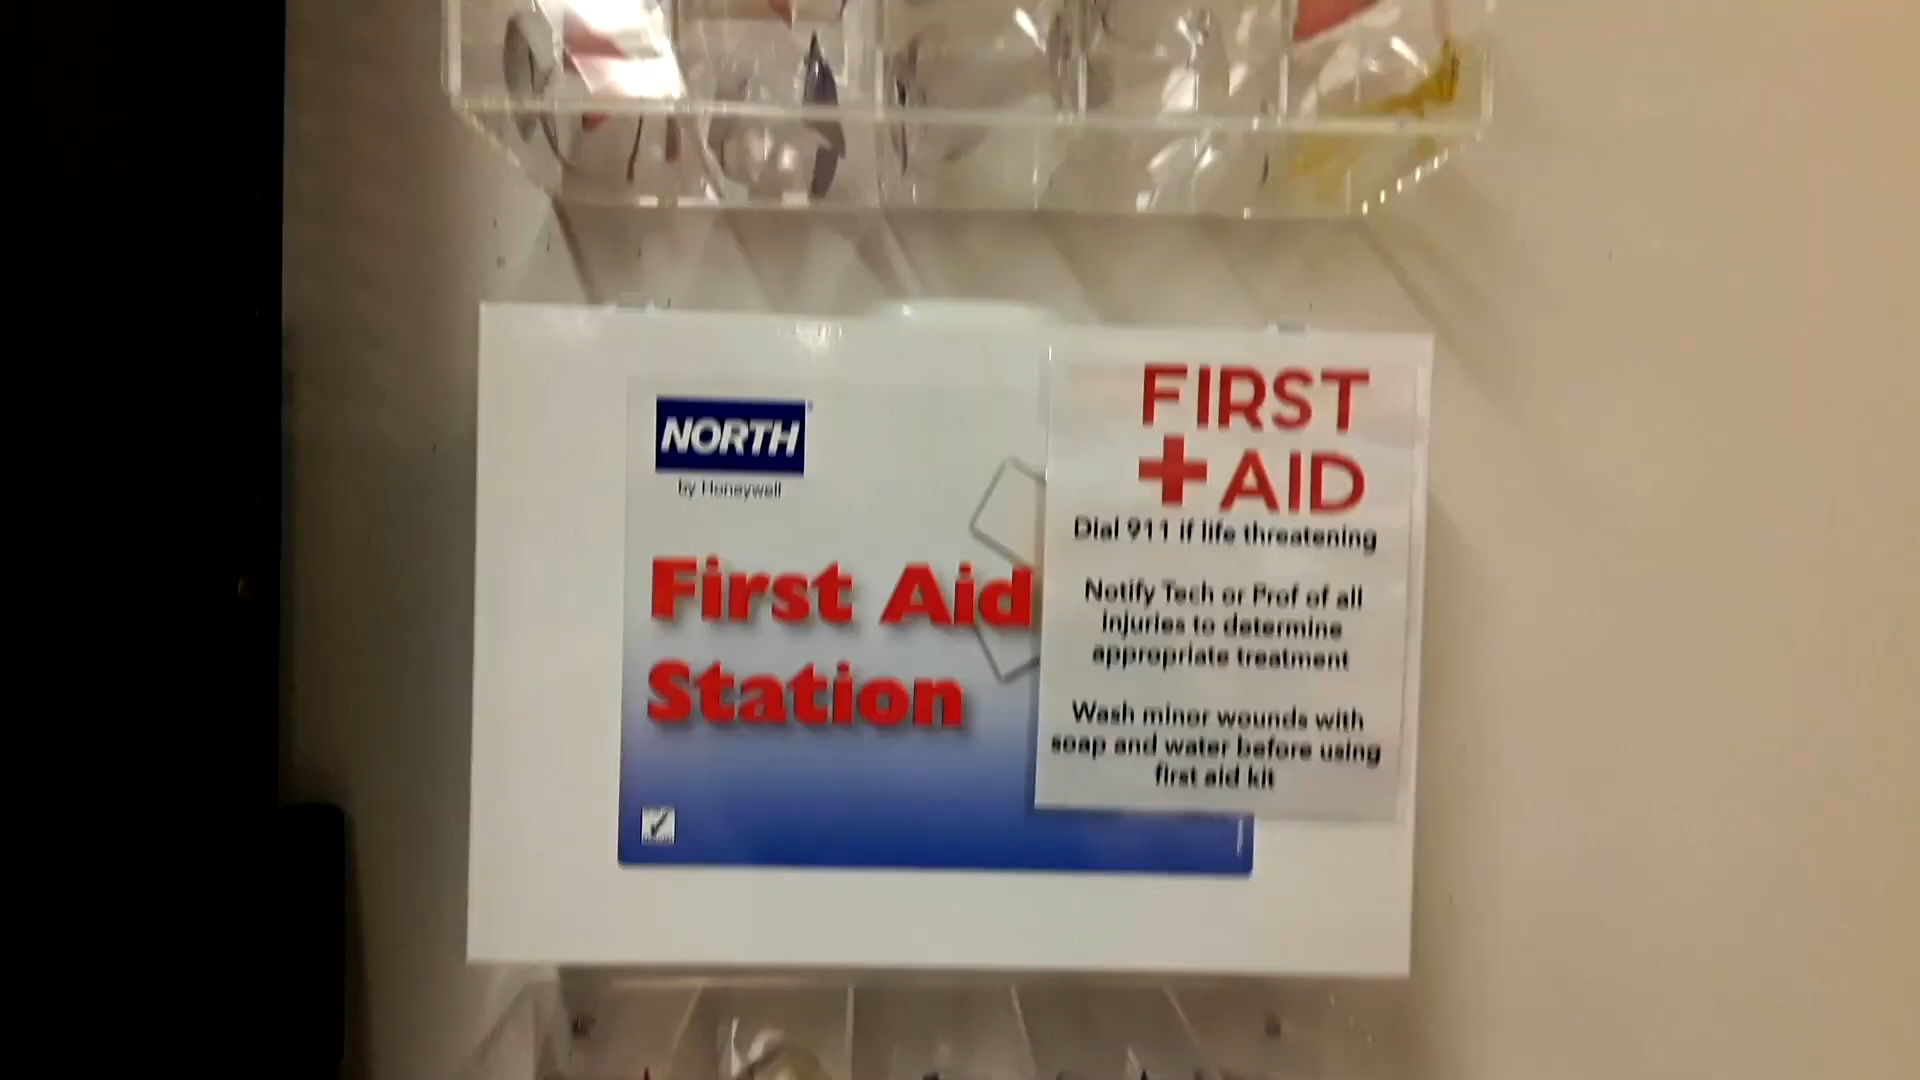 NORTH
by Honeywell
First Aid
Station
FIRST
AID
Dial 911 if life threatening
Notify Tech or Prof of all
injuries to determine
appropriate treatment
Wash minor wounds with
soap and water before using
first aid kit